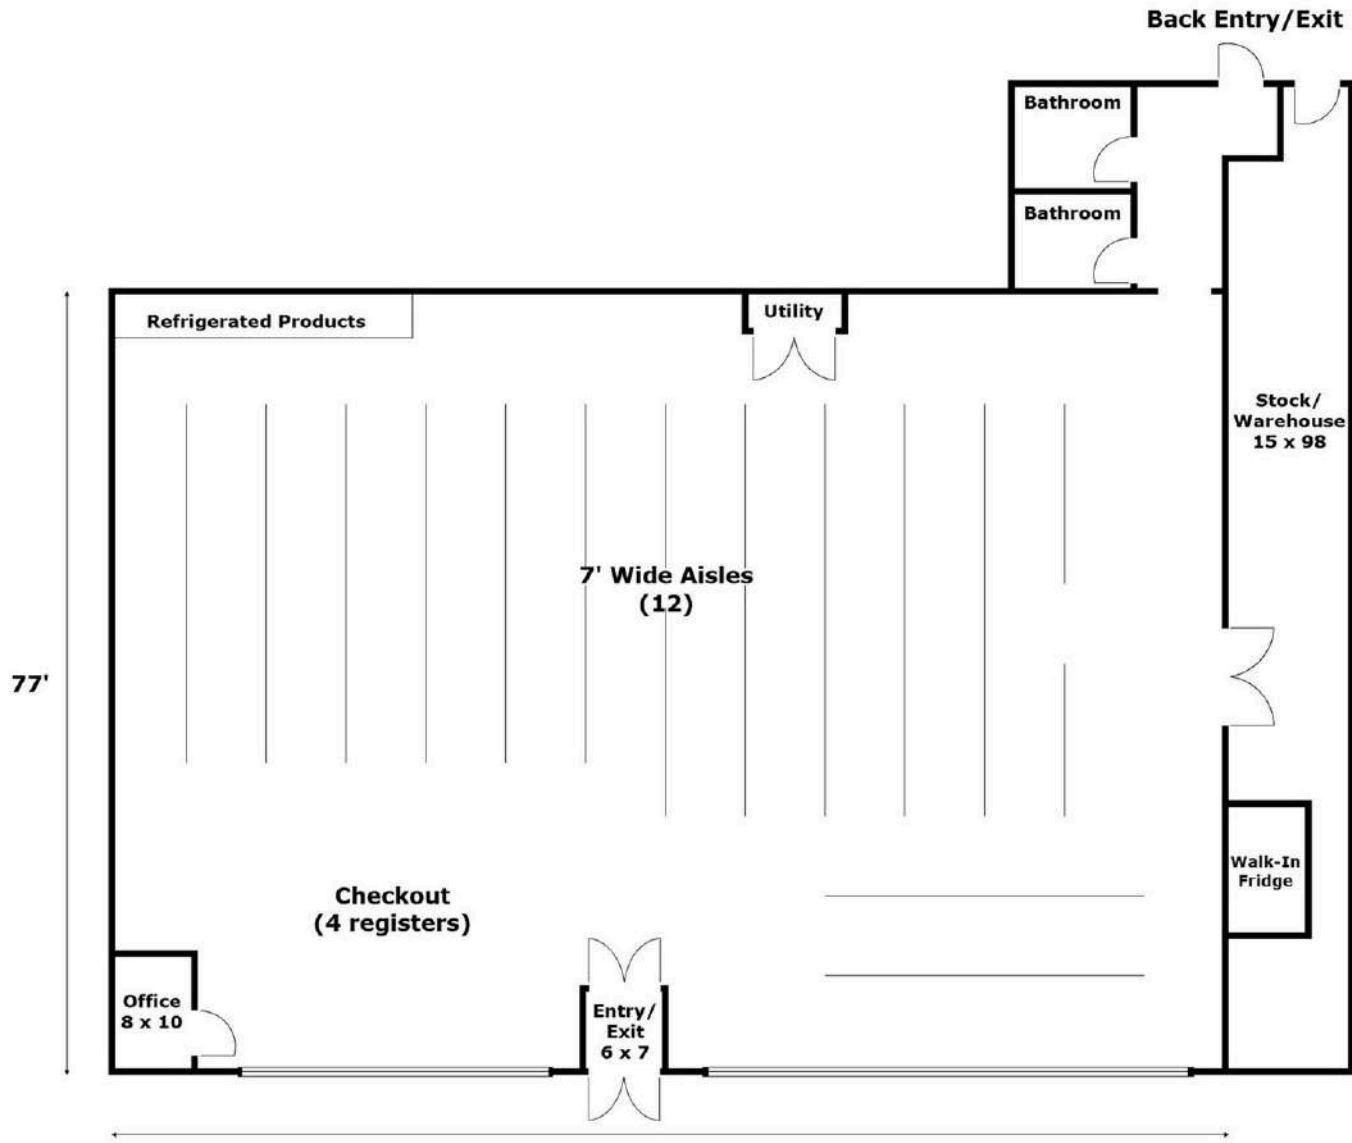 Back Entry/Exit
Bathroom
Bathroom
Refrigerated Products
Utility
Stock/
Warehouse
15 x 98
7' Wide Aisles
(12)
77'
Walk-In
Fridge
Checkout
(4 registers)
Office
8 x 10
Entry/
Exit
6 x 7